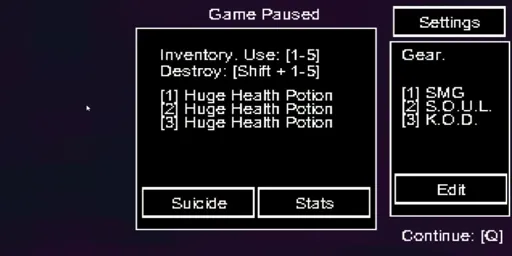 Game Paused
Settings
Inventory. Use: [1-5]
Destroy: [Shift + 1-5]
[1] Huge Health Potion
[2] Huge Health Potion
[3] Huge Health Potion
Suicide
Stats
Gear.
[1] SMG
[2] S.O.U.L.
[3] K.O.D.
Edit
Continue: [Q]